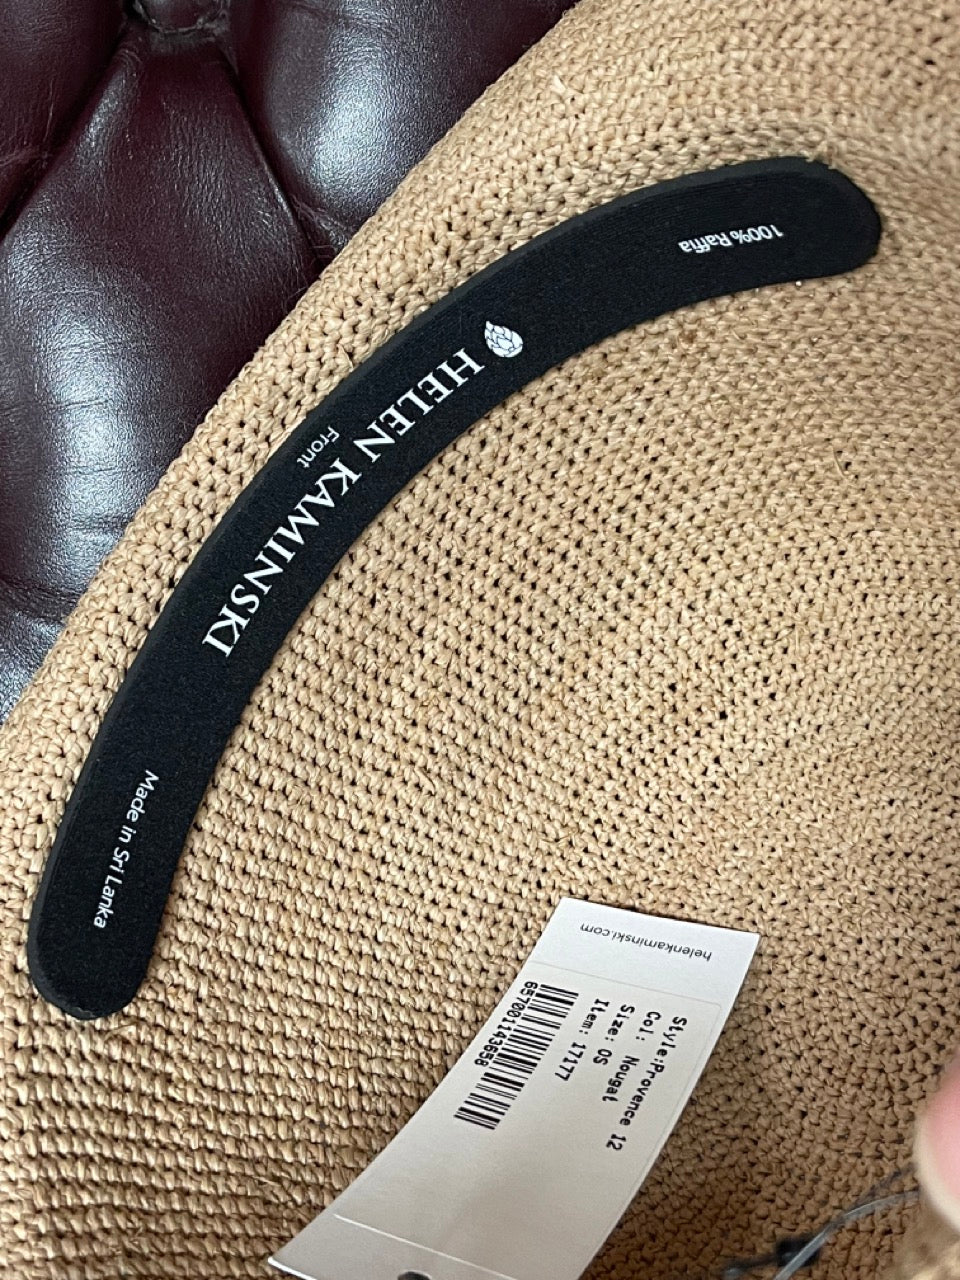 100% Raffia
HELEN KAMINSKI
Front
Made in Sri Lanka
helenkaminski.com
Style:Provence 12
Col: Nougat
Size: OS
Item: 17177
657001143658